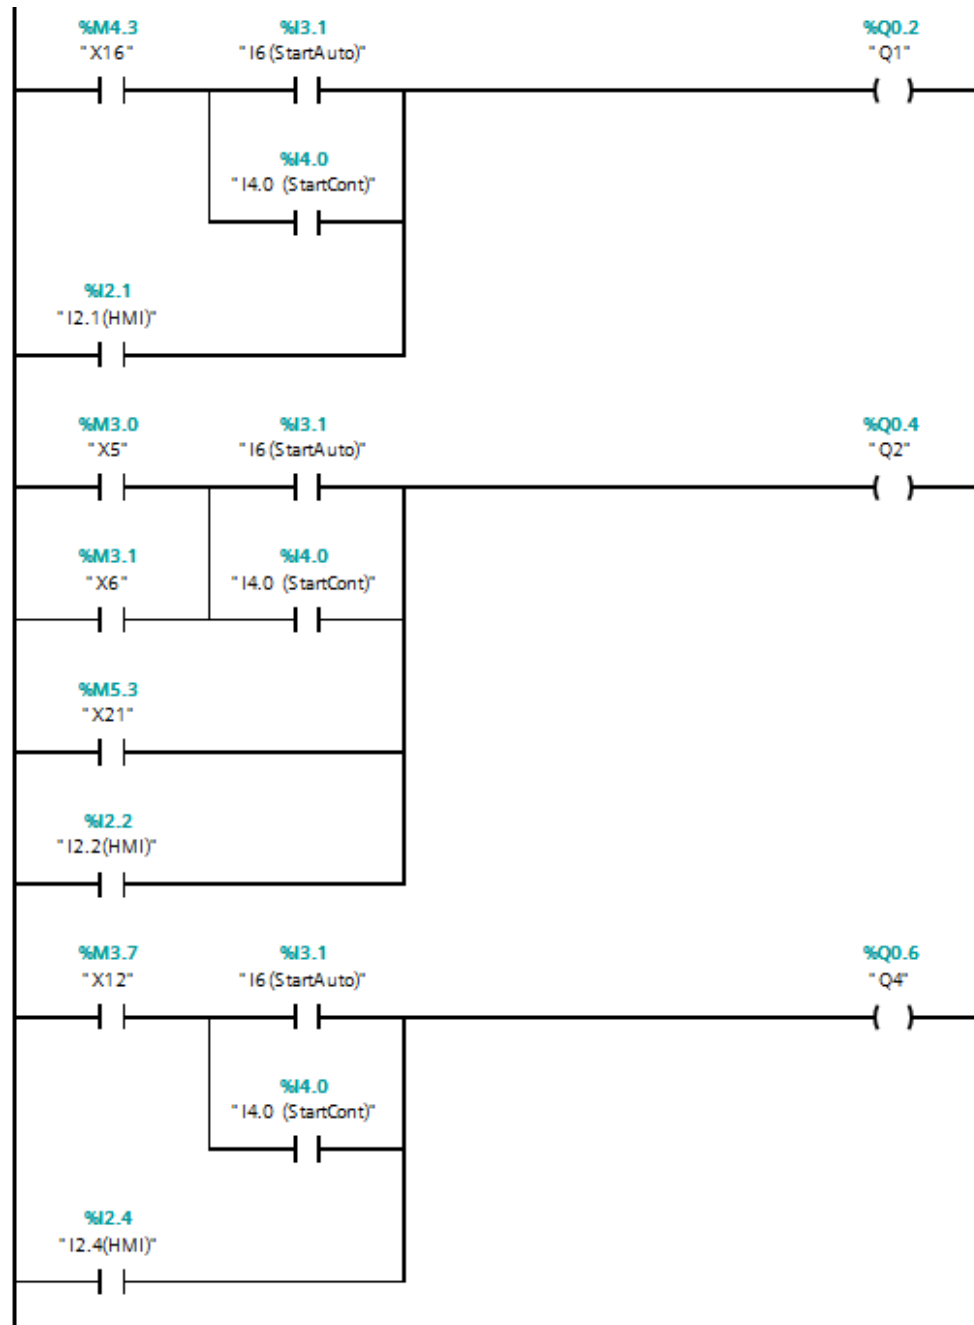 %M4.3 %I3.1 %Q0.2
"X16" "I6(StartAuto)" "Q1"
%I4.0
"I4.0 (StartCont)"
%I2.1
"I2.1(HMI)"
%M3.0 %I3.1 %Q0.4
"X5" "I6(StartAuto)" "Q2"
%M3.1 %I4.0
"X6" "I4.0 (StartCont)"
%M5.3
"X21"
%I2.2
"I2.2(HMI)"
%M3.7 %I3.1 %Q0.6
"X12" "I6(StartAuto)" "Q4"
%I4.0
"I4.0 (StartCont)"
%I2.4
"I2.4(HMI)"